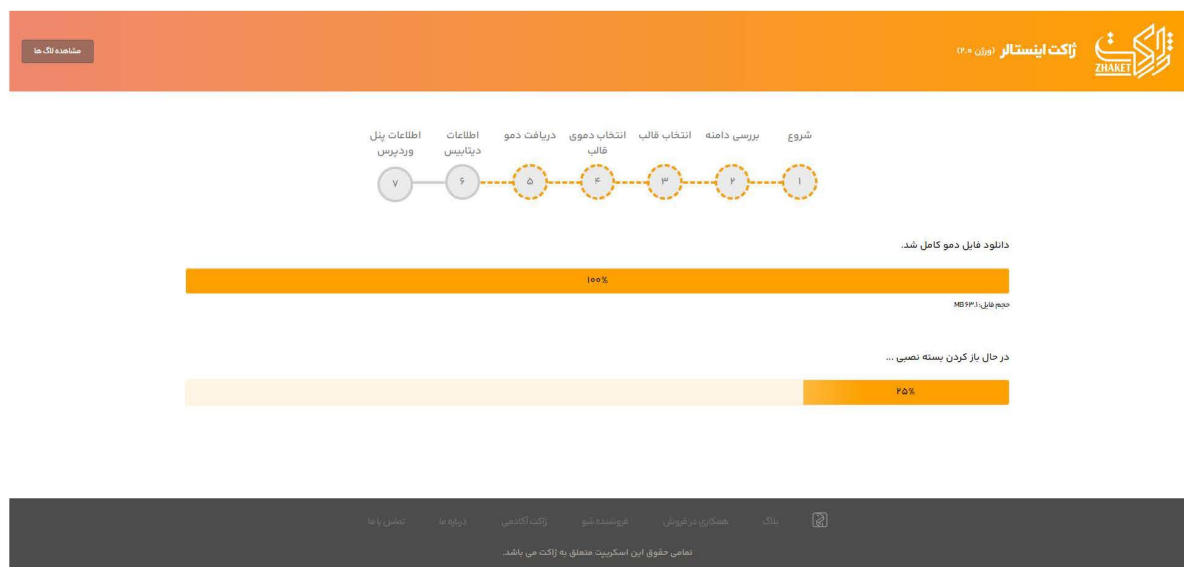 ژاکت
ZHAKET
ژاکت اینستالر (ورژن ۲.۰)
مشاهده لاگ ها
شروع
بررسی دامنه
انتخاب قالب
انتخاب دموی
قالب
دریافت دمو
اطلاعات
دیتابیس
اطلاعات پنل
وردپرس
۱
۲
۳
۴
۵
۶
۷
دانلود فایل دمو کامل شد.
۱۰۰%
حجم فایل: ۶۳.۱ MB
در حال باز کردن بسته نصبی ...
۲۵%
بلاگ
همکاری در فروش
فروشنده شو
ژاکت آکادمی
درباره ما
تماس با ما
تمامی حقوق این اسکریپت متعلق به ژاکت می باشد.